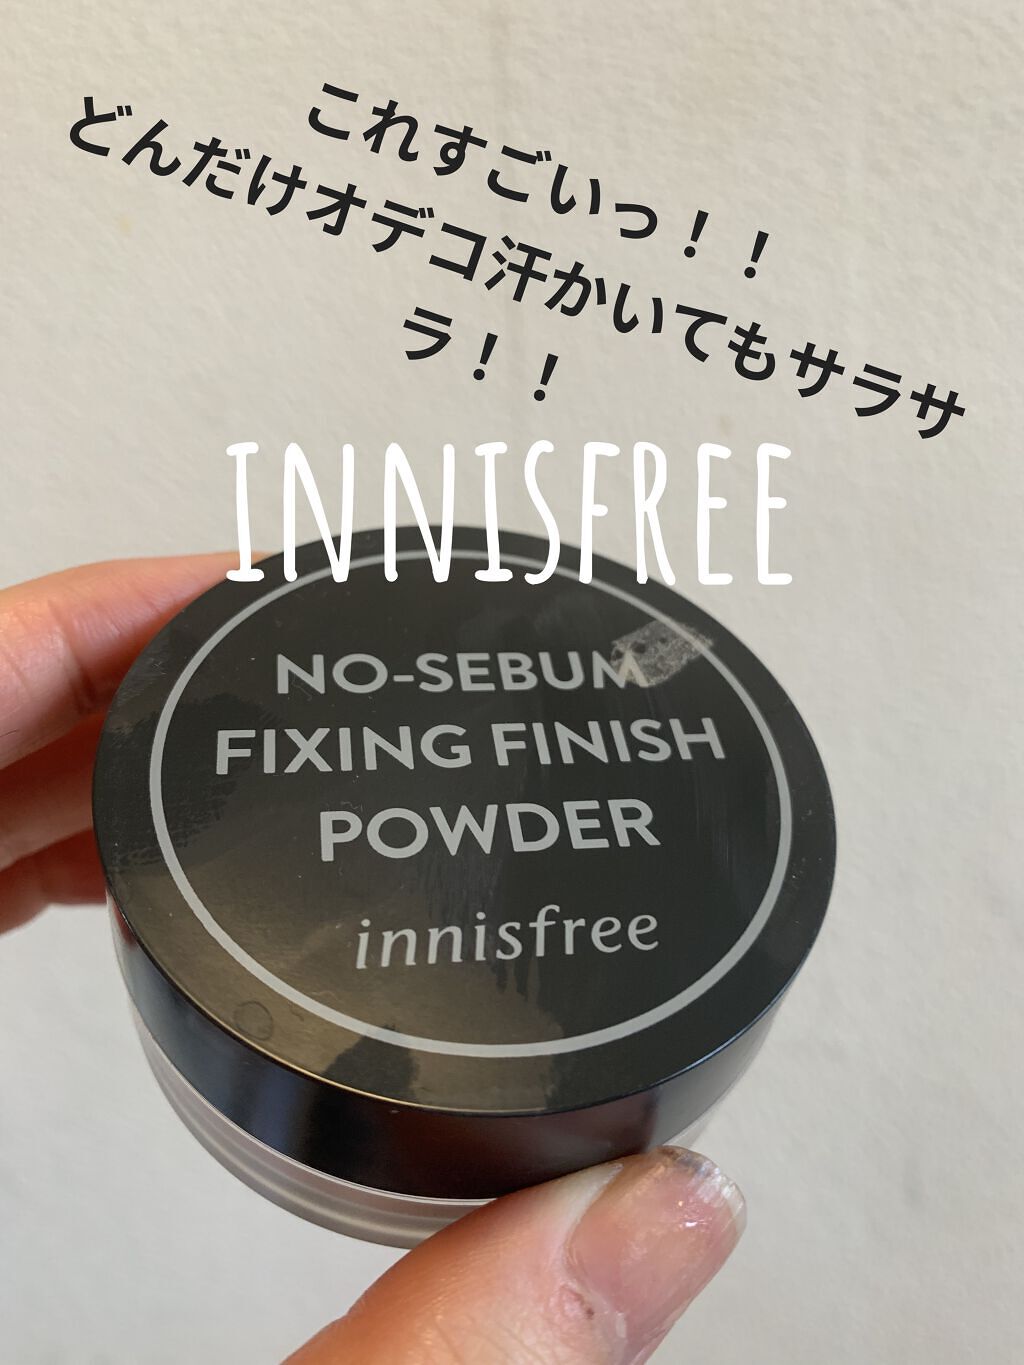 これすごいっ！！
どんだけオデコ汗かいてもサラサ
ラ！！
INNISFREE
NO-SEBUM
FIXING FINISH
POWDER
innisfree